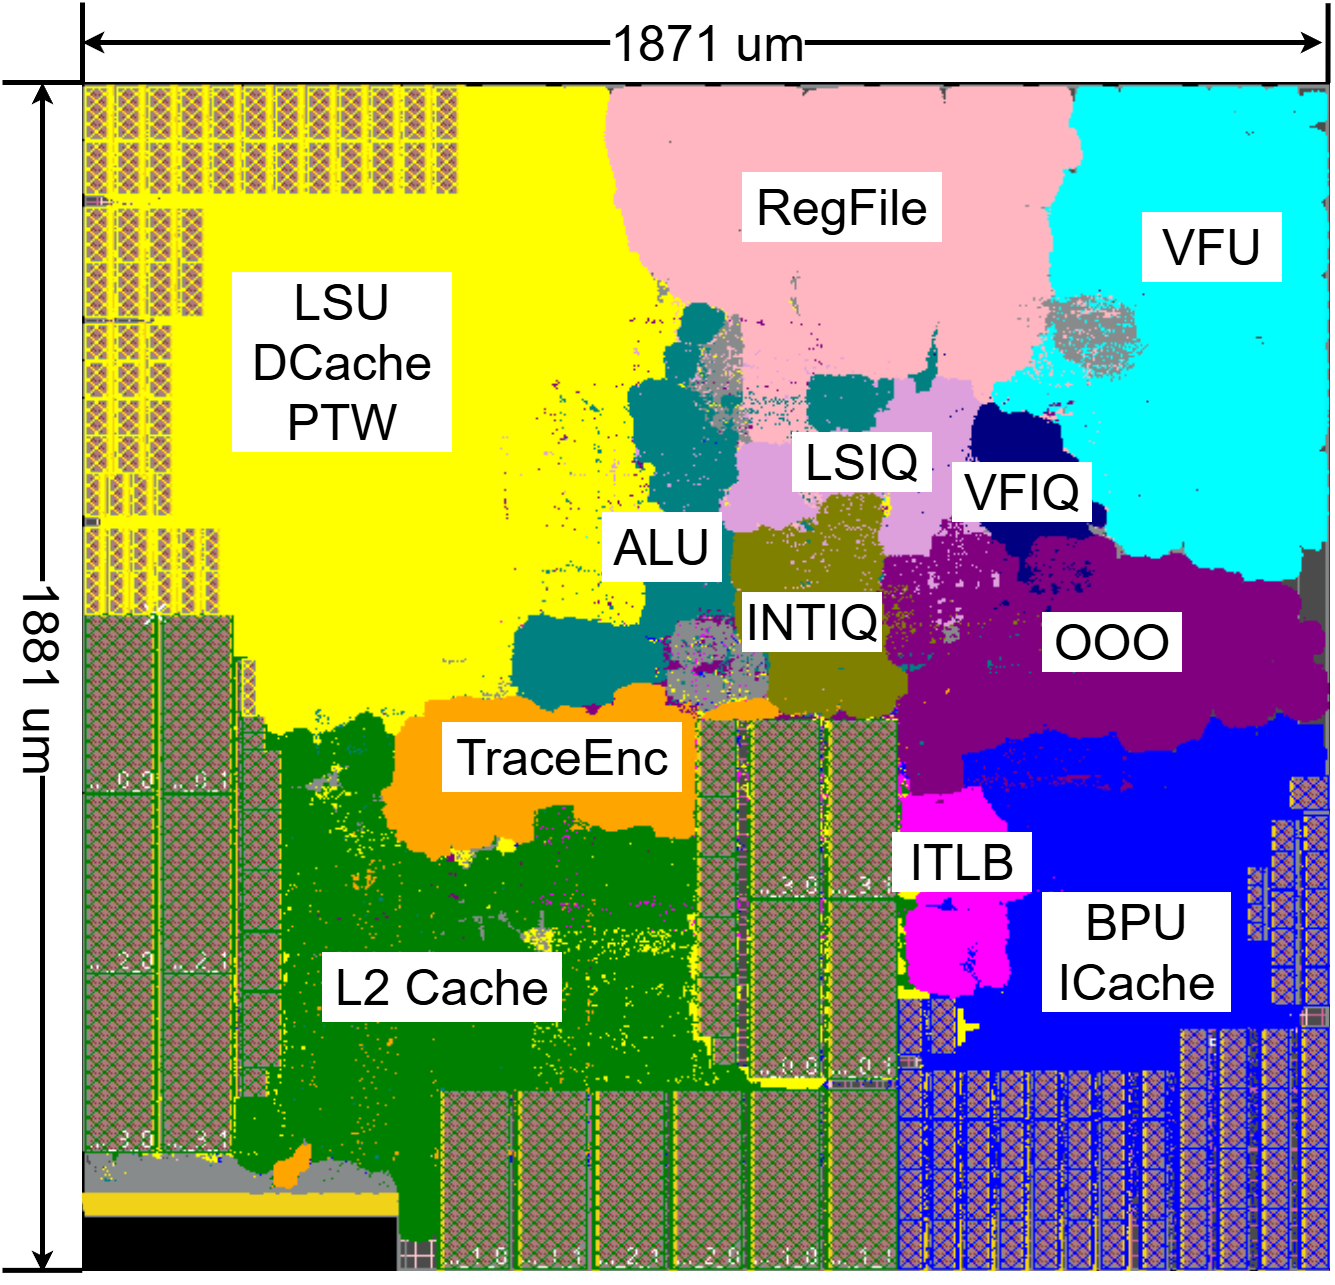 1871 um
RegFile
VFU
LSU
DCache
PTW
LSIQ
VFIQ
ALU
1881 um
INTIQ
OOO
TraceEnc
ITLB
BPU
ICache
L2 Cache